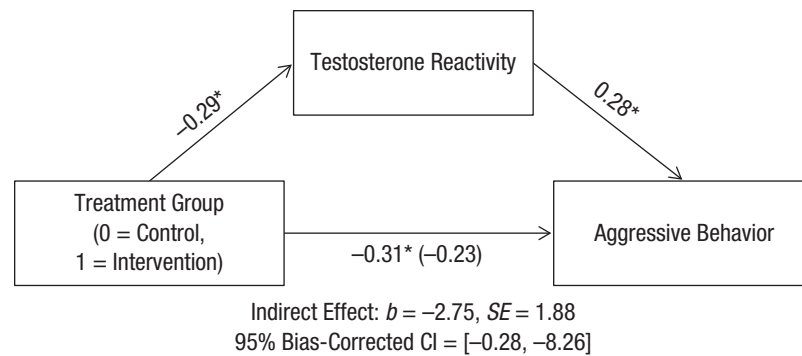 Testosterone Reactivity
–0.29*
0.28*
Treatment Group
(0 = Control,
1 = Intervention)
Aggressive Behavior
–0.31* (–0.23)
Indirect Effect: b = –2.75, SE = 1.88
95% Bias-Corrected CI = [–0.28, –8.26]